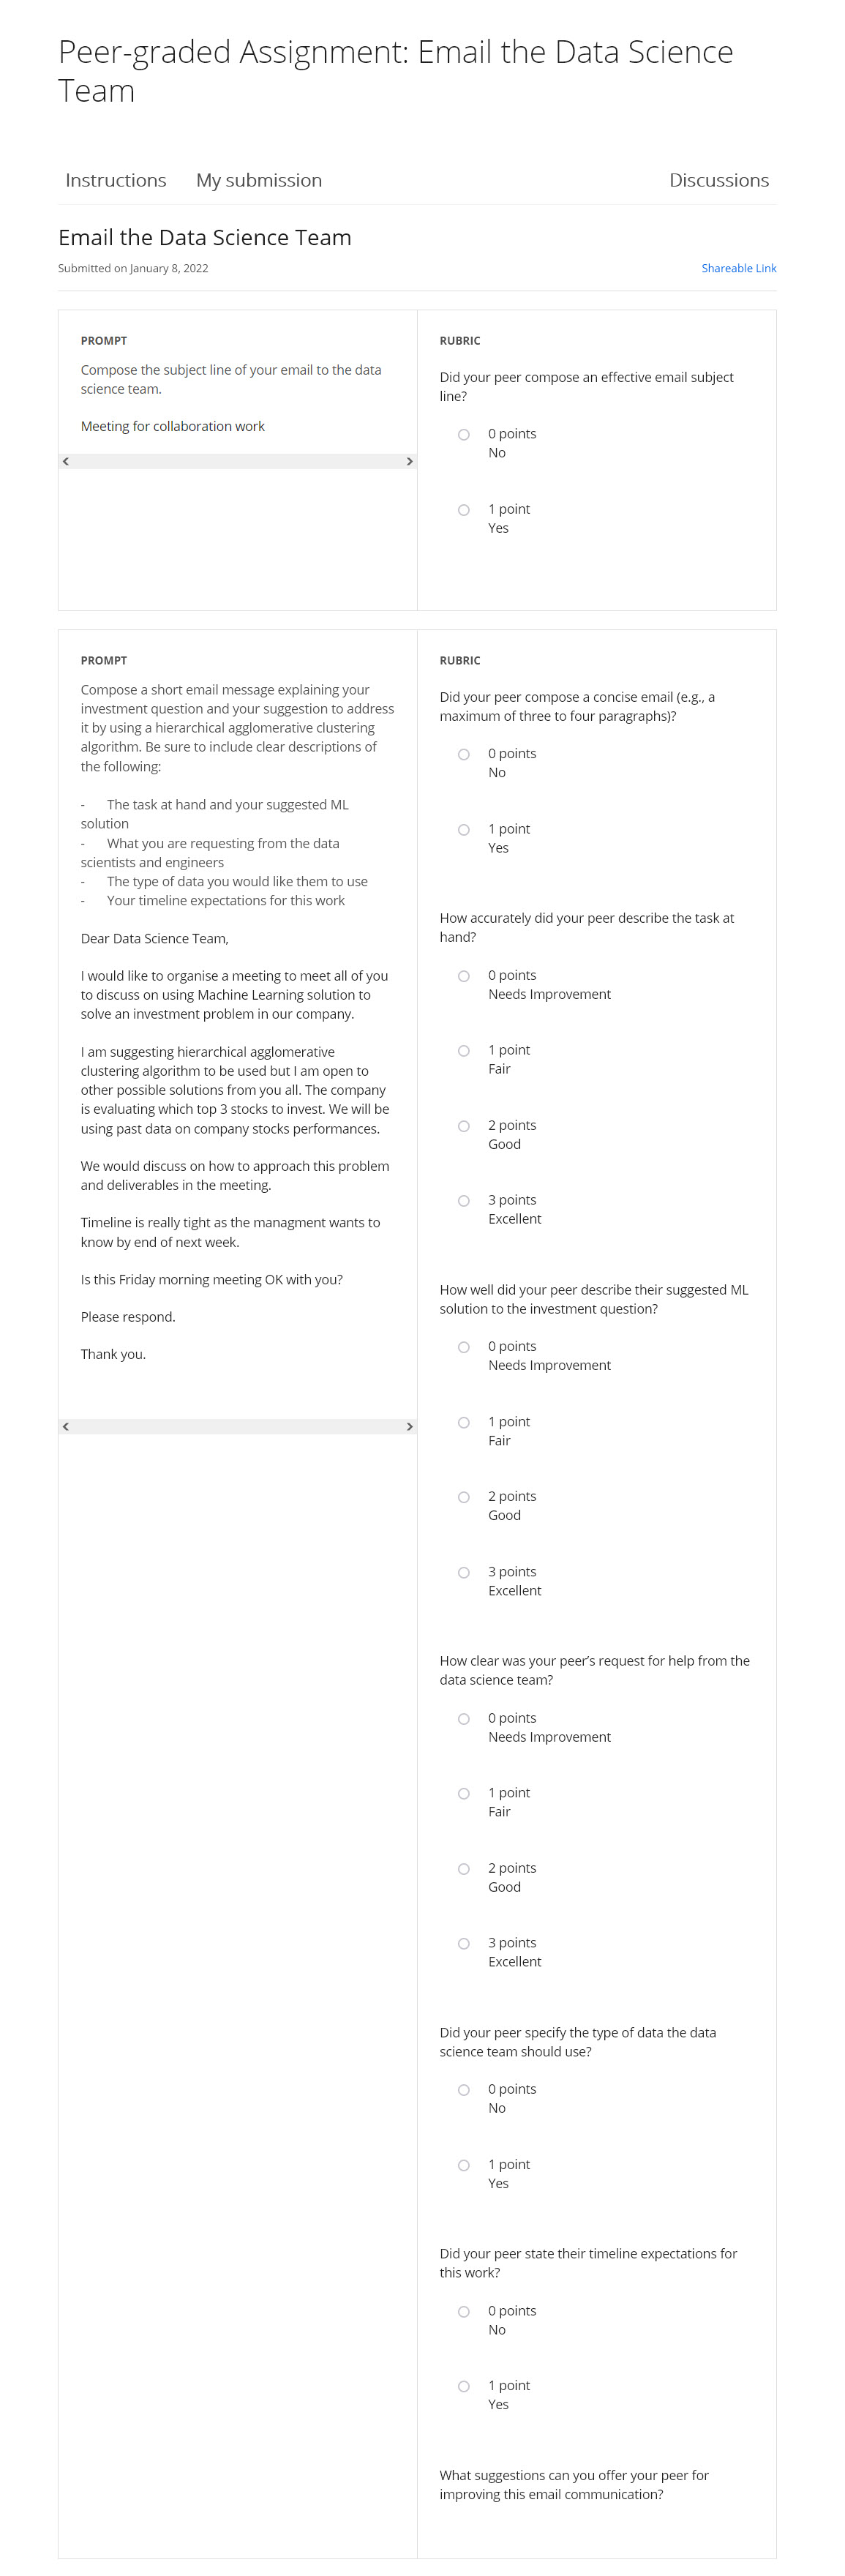 Peer-graded Assignment: Email the Data Science
Team
Instructions My submission Discussions
Email the Data Science Team
Submitted on January 8, 2022 Shareable Link
PROMPT
Compose the subject line of your email to the data
science team.
Meeting for collaboration work
RUBRIC
Did your peer compose an effective email subject
line?
0 points
No
1 point
Yes
PROMPT
Compose a short email message explaining your
investment question and your suggestion to address
it by using a hierarchical agglomerative clustering
algorithm. Be sure to include clear descriptions of
the following:
- The task at hand and your suggested ML
solution
- What you are requesting from the data
scientists and engineers
- The type of data you would like them to use
- Your timeline expectations for this work
Dear Data Science Team,
I would like to organise a meeting to meet all of you
to discuss on using Machine Learning solution to
solve an investment problem in our company.
I am suggesting hierarchical agglomerative
clustering algorithm to be used but I am open to
other possible solutions from you all. The company
is evaluating which top 3 stocks to invest. We will be
using past data on company stocks performances.
We would discuss on how to approach this problem
and deliverables in the meeting.
Timeline is really tight as the managment wants to
know by end of next week.
Is this Friday morning meeting OK with you?
Please respond.
Thank you.
RUBRIC
Did your peer compose a concise email (e.g., a
maximum of three to four paragraphs)?
0 points
No
1 point
Yes
How accurately did your peer describe the task at
hand?
0 points
Needs Improvement
1 point
Fair
2 points
Good
3 points
Excellent
How well did your peer describe their suggested ML
solution to the investment question?
0 points
Needs Improvement
1 point
Fair
2 points
Good
3 points
Excellent
How clear was your peer's request for help from the
data science team?
0 points
Needs Improvement
1 point
Fair
2 points
Good
3 points
Excellent
Did your peer specify the type of data the data
science team should use?
0 points
No
1 point
Yes
Did your peer state their timeline expectations for
this work?
0 points
No
1 point
Yes
What suggestions can you offer your peer for
improving this email communication?